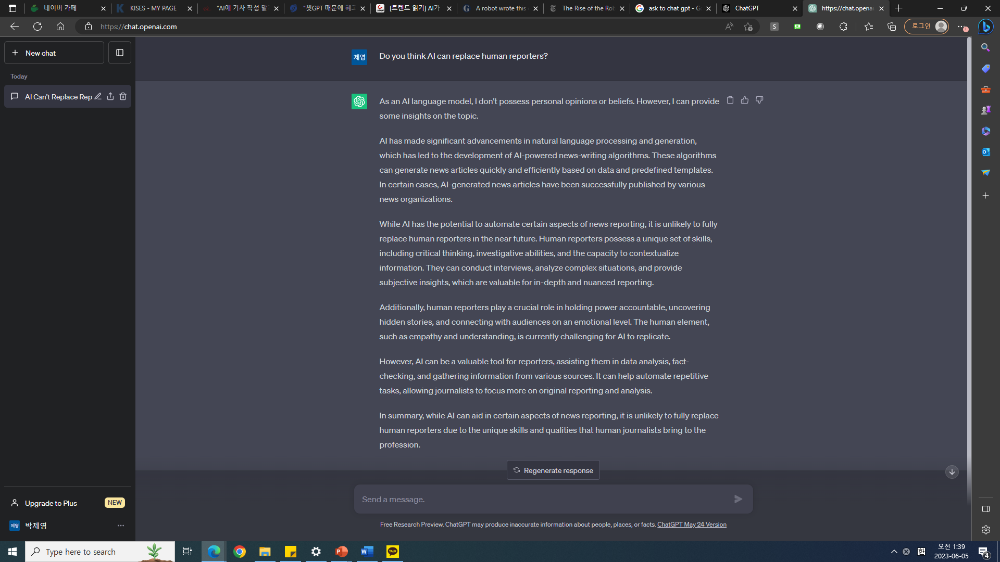 네이버 카페
KISES - MY PAGE
"AI에 기사 작성 맡
"챗GPT 때문에 해고
[트렌드 읽기] AI가
A robot wrote this
The Rise of the Rob
ask to chat gpt - G
ChatGPT
https://chat.openai
https://chat.openai.com
로그인
New chat
Today
AI Can't Replace Rep
제영
Do you think AI can replace human reporters?
As an AI language model, I don't possess personal opinions or beliefs. However, I can provide
some insights on the topic.
AI has made significant advancements in natural language processing and generation,
which has led to the development of AI-powered news-writing algorithms. These algorithms
can generate news articles quickly and efficiently based on data and predefined templates.
In certain cases, AI-generated news articles have been successfully published by various
news organizations.
While AI has the potential to automate certain aspects of news reporting, it is unlikely to fully
replace human reporters in the near future. Human reporters possess a unique set of skills,
including critical thinking, investigative abilities, and the capacity to contextualize
information. They can conduct interviews, analyze complex situations, and provide
subjective insights, which are valuable for in-depth and nuanced reporting.
Additionally, human reporters play a crucial role in holding power accountable, uncovering
hidden stories, and connecting with audiences on an emotional level. The human element,
such as empathy and understanding, is currently challenging for AI to replicate.
However, AI can be a valuable tool for reporters, assisting them in data analysis, fact-
checking, and gathering information from various sources. It can help automate repetitive
tasks, allowing journalists to focus more on original reporting and analysis.
In summary, while AI can aid in certain aspects of news reporting, it is unlikely to fully replace
human reporters due to the unique skills and qualities that human journalists bring to the
profession.
Regenerate response
Send a message.
Free Research Preview. ChatGPT may produce inaccurate information about people, places, or facts. ChatGPT May 24 Version
Upgrade to Plus NEW
제영 박제영
Type here to search
TALK
한
오전 1:39
2023-06-05
4